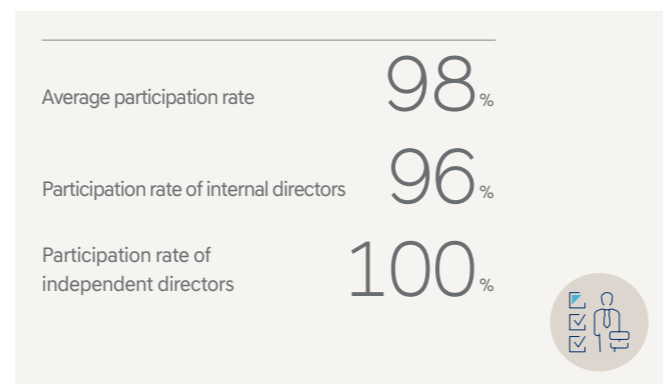 Average participation rate 98%
Participation rate of internal directors 96%
Participation rate of
independent directors 100%